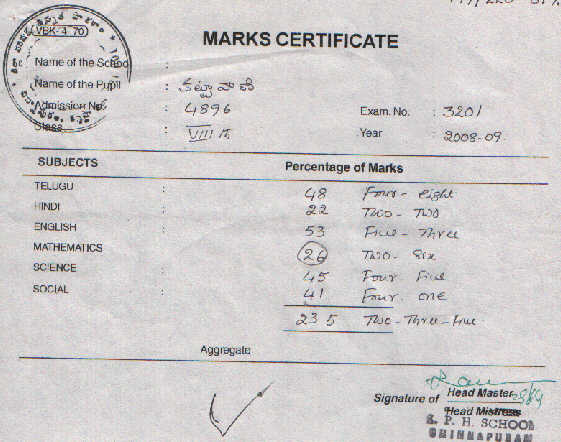 VBK-4 70
MARKS CERTIFICATE
Name of the School :
Name of the Pupil :
Admission No. : 4896 Exam. No. : 3201
Class : VIII Year : 2008-09.
SUBJECTS Percentage of Marks
TELUGU : 48 Four - eight
HINDI : 22 Two - Two
ENGLISH 53 Five - Three
MATHEMATICS : 26 Two - Six
SCIENCE : 45 Four Five
SOCIAL : 41 Four one
235 Two - Three - Five
Aggregate
Signature of Head Master
Head Mistress
Z. P. H. SCHOOL
CHINNAPURAM